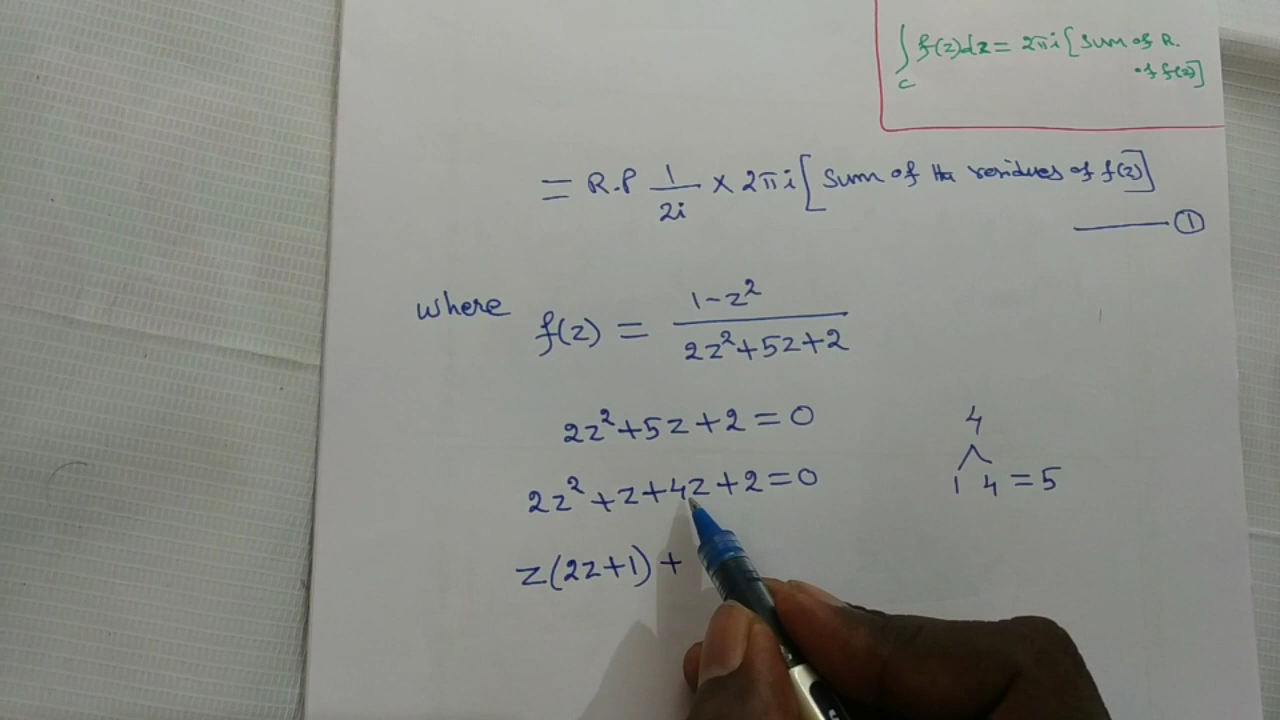 ∫ f(z)dz = 2πi [Sum of R.
c of f(z)]
= R.P 1/2i × 2πi [Sum of the residues of f(z)]
——— ①
where f(z) = (1-z²)/(2z²+5z+2)
2z²+5z+2=0
4
2z²+z+4z+2=0
1 4 = 5
z(2z+1)+